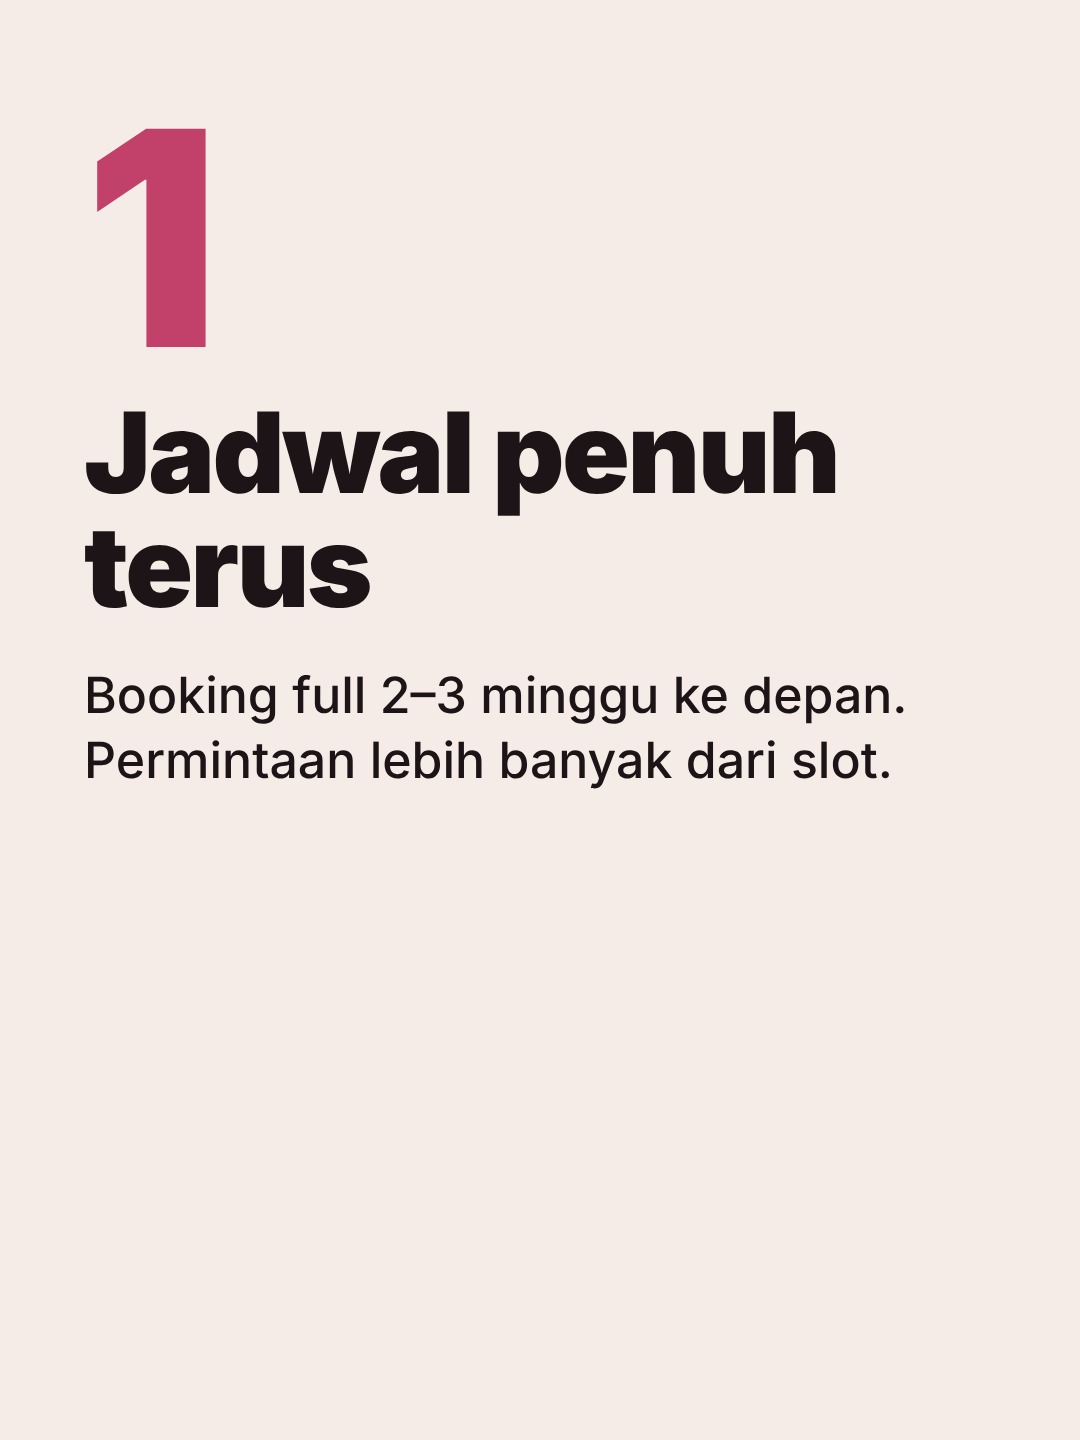 1
Jadwal penuh
terus
Booking full 2–3 minggu ke depan.
Permintaan lebih banyak dari slot.